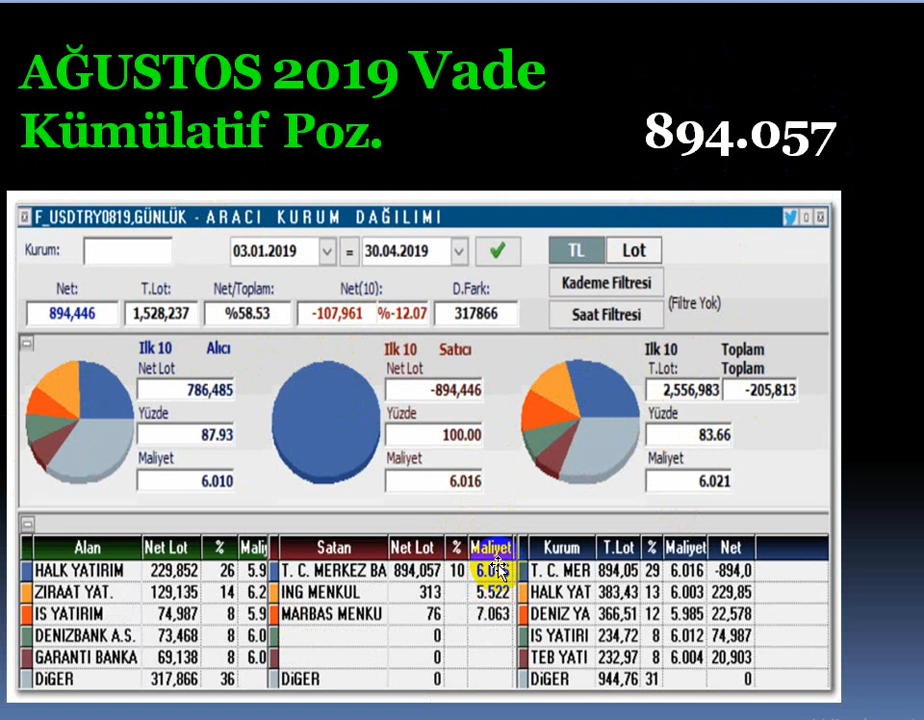 AĞUSTOS 2019 Vade
Kümülatif Poz. 894.057
F_USDTRY0819,GÜNLÜK - ARACI KURUM DAĞILIMI
Kurum: 03.01.2019 = 30.04.2019 TL Lot
Kademe Filtresi
Net: T.Lot: Net/Toplam: Net(10): D.Fark:
894,446 1,528,237 %58.53 -107,961 %-12.07 317866 Saat Filtresi (Filtre Yok)
Ilk 10 Alıcı Ilk 10 Satıcı Ilk 10 Toplam
Net Lot Net Lot T.Lot: Toplam
786,485 -894,446 2,556,983 -205,813
Yüzde Yüzde Yüzde
87.93 100.00 83.66
Maliyet Maliyet Maliyet
6.010 6.016 6.021
Alan Net Lot % Maliy Satan Net Lot % Maliyet Kurum T.Lot % Maliyet Net
HALK YATIRIM 229,852 26 5.9 T. C. MERKEZ BA 894,057 10 T. C. MER 894,05 29 6.016 -894,0
ZIRAAT YAT. 129,135 14 6.2 ING MENKUL 313 5.522 HALK YAT 383,43 13 6.003 229,85
IS YATIRIM 74,987 8 5.9 MARBAS MENKU 76 7.063 DENIZ YA 366,51 12 5.985 22,578
DENIZBANK A.S. 73,468 8 6.0 0 IS YATIRI 234,72 8 6.012 74,987
GARANTI BANKA 69,138 8 6.0 0 TEB YATI 232,97 8 6.004 20,903
DiGER 317,866 36 DiGER 0 DiGER 944,76 31 0